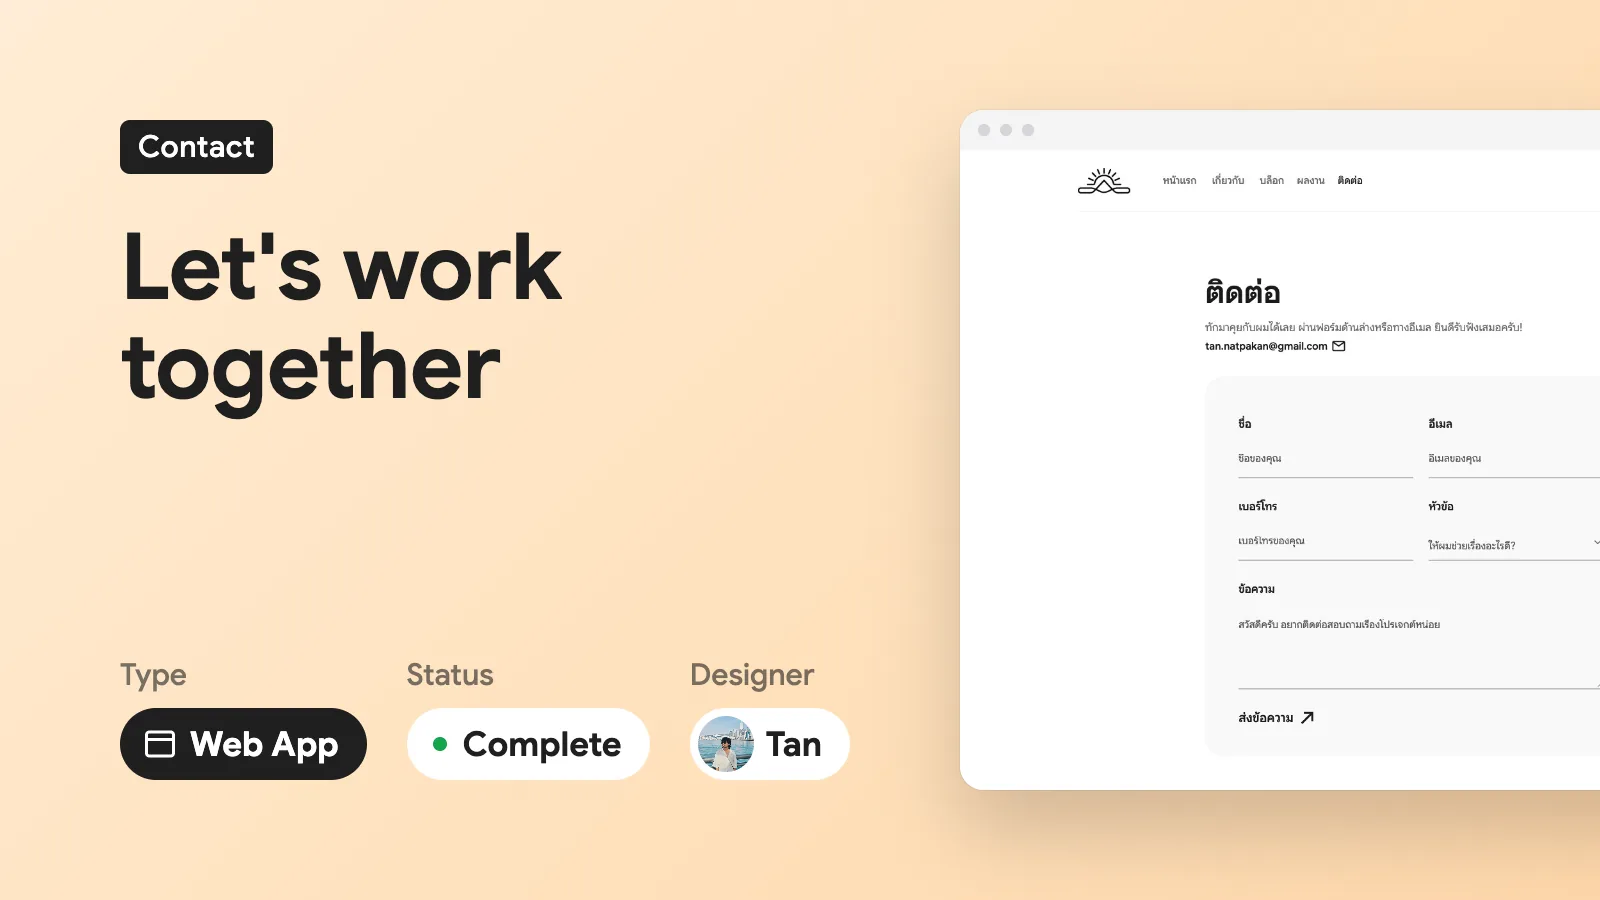 Contact
Let's work
together
Type
Status
Designer
Web App
Complete
Tan
หน้าแรก เกี่ยวกับ บล็อก ผลงาน ติดต่อ
ติดต่อ
ทักมาคุยกับผมได้เลย ผ่านฟอร์มด้านล่างหรือทางอีเมล ยินดีรับฟังเสมอครับ!
tan.natpakan@gmail.com
ชื่อ
อีเมล
ชื่อของคุณ
อีเมลของคุณ
เบอร์โทร
หัวข้อ
เบอร์โทรของคุณ
ให้ผมช่วยเรื่องอะไรดี?
ข้อความ
สวัสดีครับ อยากติดต่อสอบถามเรื่องโปรเจกต์หน่อย
ส่งข้อความ